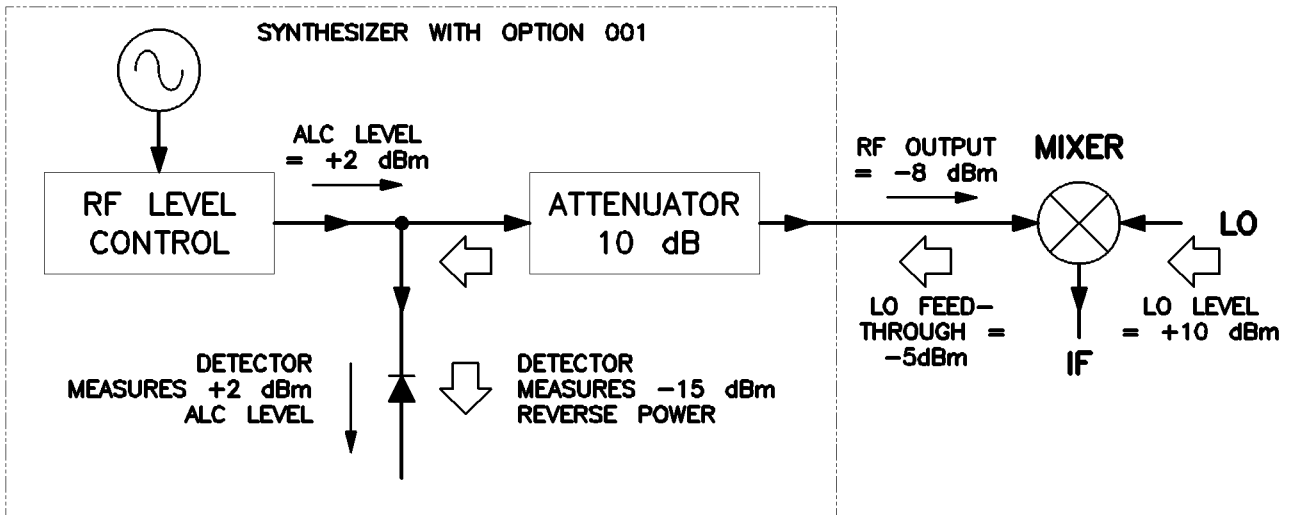 SYNTHESIZER WITH OPTION 001
ALC LEVEL
= +2 dBm
RF LEVEL
CONTROL
ATTENUATOR
10 dB
RF OUTPUT
= -8 dBm
MIXER
LO
LO FEED-
THROUGH =
-5dBm
LO LEVEL
= +10 dBm
IF
DETECTOR
MEASURES +2 dBm
ALC LEVEL
DETECTOR
MEASURES -15 dBm
REVERSE POWER